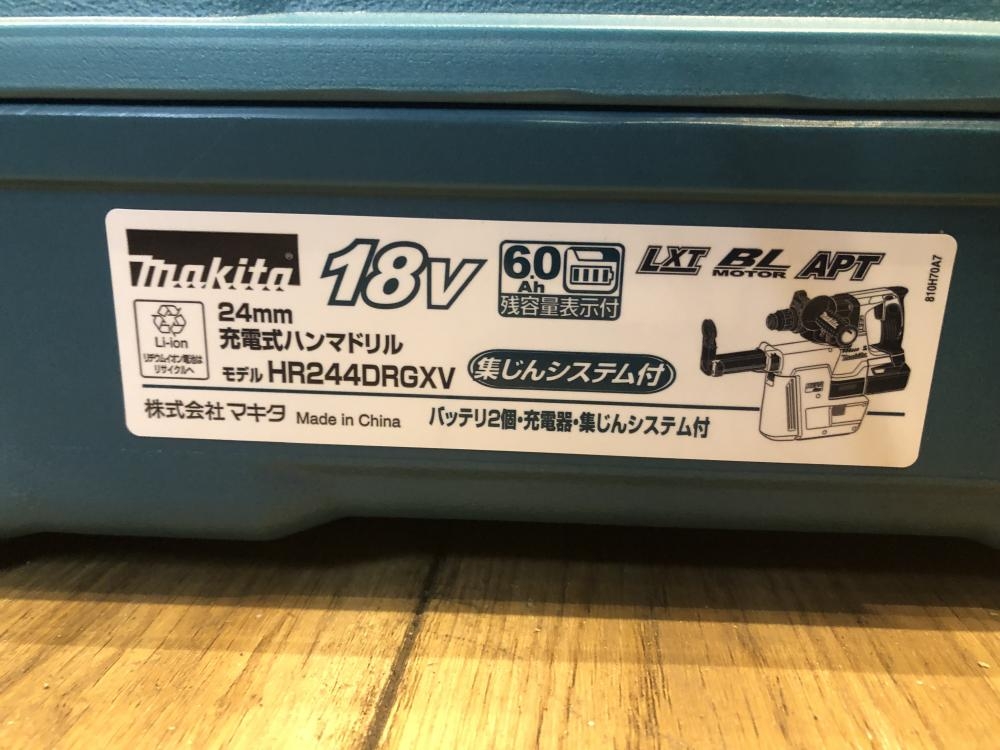 makita
18V
6.0
Ah
残容量表示付
LXT
BL
MOTOR
APT
Li-ion
リチウムイオン電池は
リサイクルへ
24mm
充電式ハンマドリル
モデル HR244DRGXV
集じんシステム付
株式会社マキタ Made in China
バッテリ2個・充電器・集じんシステム付
810H70A7